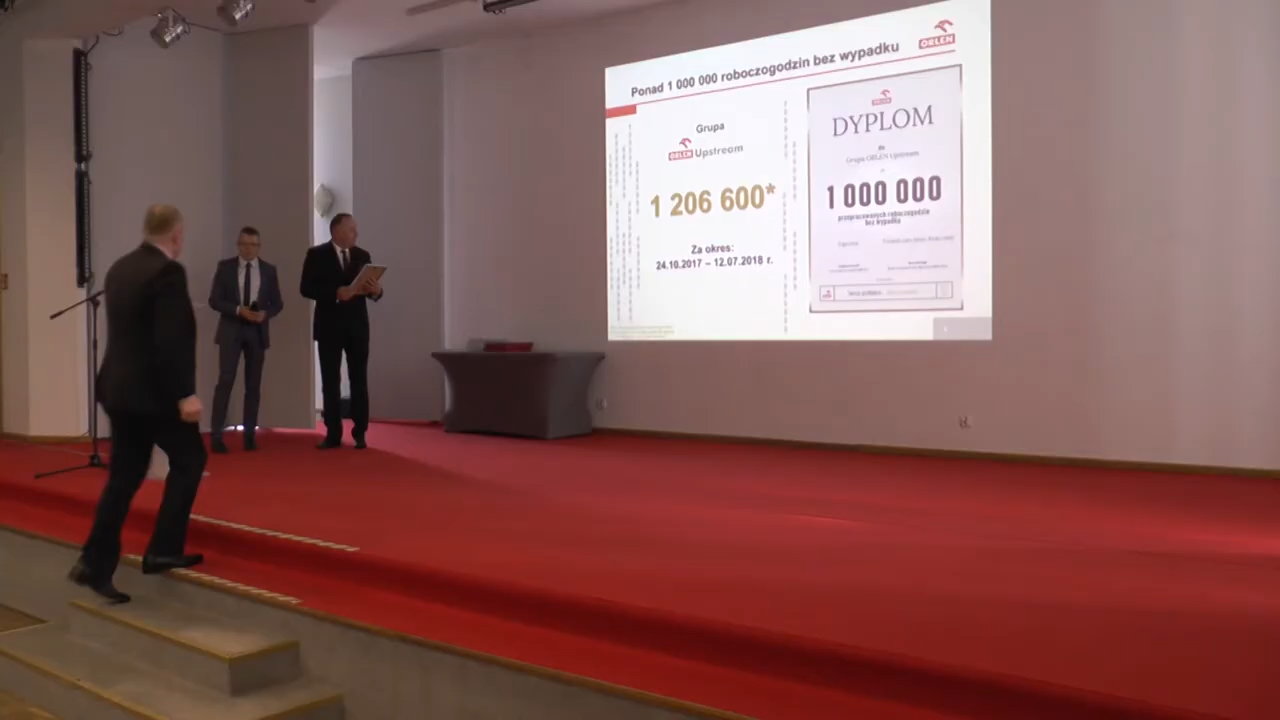 Ponad 1 000 000 roboczogodzin bez wypadku
ORLEN
Grupa
ORLEN Upstream
1 206 600*
Za okres:
24.10.2017 – 12.07.2018 r.
ORLEN
DYPLOM
dla
Grupa ORLEN Upstream
1 000 000
przepracowanych roboczogodzin
bez wypadku